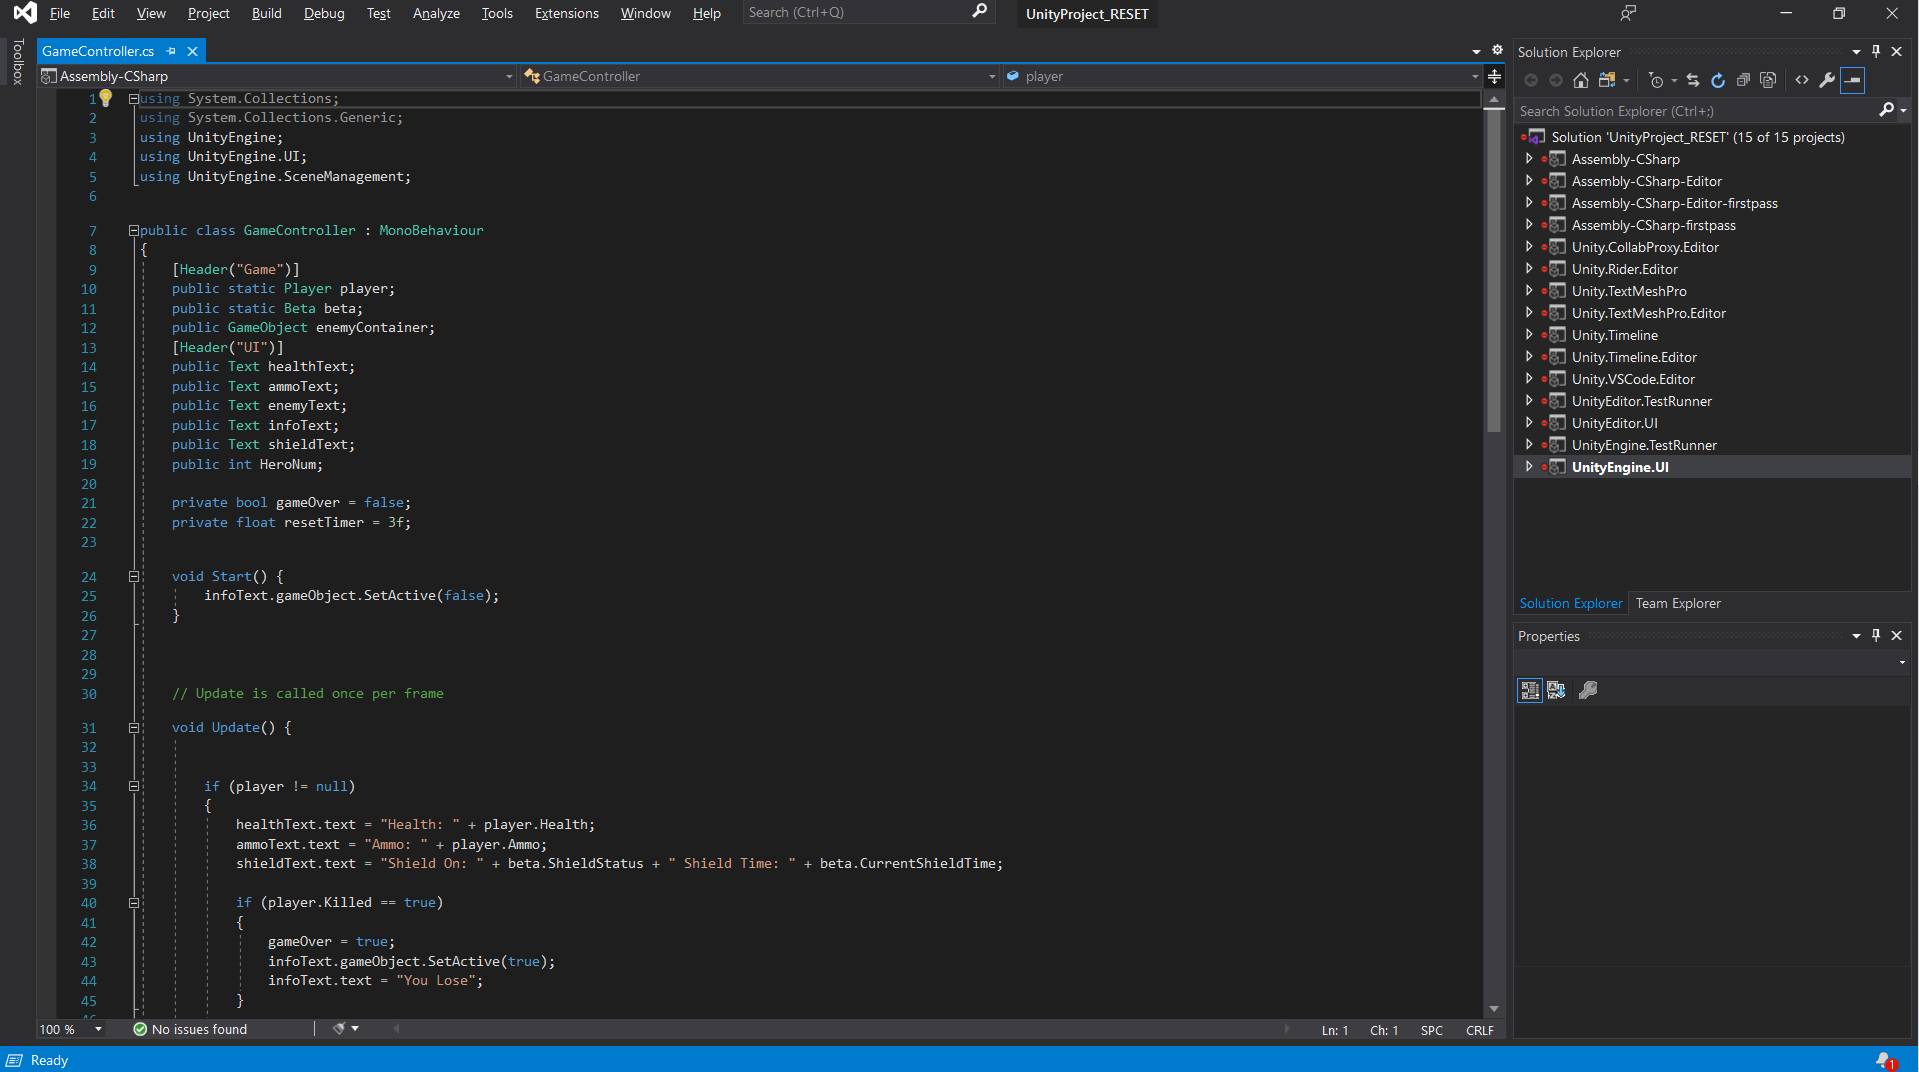 File Edit View Project Build Debug Test Analyze Tools Extensions Window Help Search (Ctrl+Q) UnityProject_RESET
Toolbox
GameController.cs
Assembly-CSharp GameController player
1 using System.Collections;
2 using System.Collections.Generic;
3 using UnityEngine;
4 using UnityEngine.UI;
5 using UnityEngine.SceneManagement;
6
7 public class GameController : MonoBehaviour
8 {
9 [Header("Game")]
10 public static Player player;
11 public static Beta beta;
12 public GameObject enemyContainer;
13 [Header("UI")]
14 public Text healthText;
15 public Text ammoText;
16 public Text enemyText;
17 public Text infoText;
18 public Text shieldText;
19 public int HeroNum;
20
21 private bool gameOver = false;
22 private float resetTimer = 3f;
23
24 void Start() {
25 infoText.gameObject.SetActive(false);
26 }
27
28
29
30 // Update is called once per frame
31 void Update() {
32
33
34 if (player != null)
35 {
36 healthText.text = "Health: " + player.Health;
37 ammoText.text = "Ammo: " + player.Ammo;
38 shieldText.text = "Shield On: " + beta.ShieldStatus + " Shield Time: " + beta.CurrentShieldTime;
39
40 if (player.Killed == true)
41 {
42 gameOver = true;
43 infoText.gameObject.SetActive(true);
44 infoText.text = "You Lose";
45 }
100 % No issues found Ln: 1 Ch: 1 SPC CRLF
Ready
Solution Explorer
Search Solution Explorer (Ctrl+;)
Solution 'UnityProject_RESET' (15 of 15 projects)
Assembly-CSharp
Assembly-CSharp-Editor
Assembly-CSharp-Editor-firstpass
Assembly-CSharp-firstpass
Unity.CollabProxy.Editor
Unity.Rider.Editor
Unity.TextMeshPro
Unity.TextMeshPro.Editor
Unity.Timeline
Unity.Timeline.Editor
Unity.VSCode.Editor
UnityEditor.TestRunner
UnityEditor.UI
UnityEngine.TestRunner
UnityEngine.UI
Solution Explorer Team Explorer
Properties
1